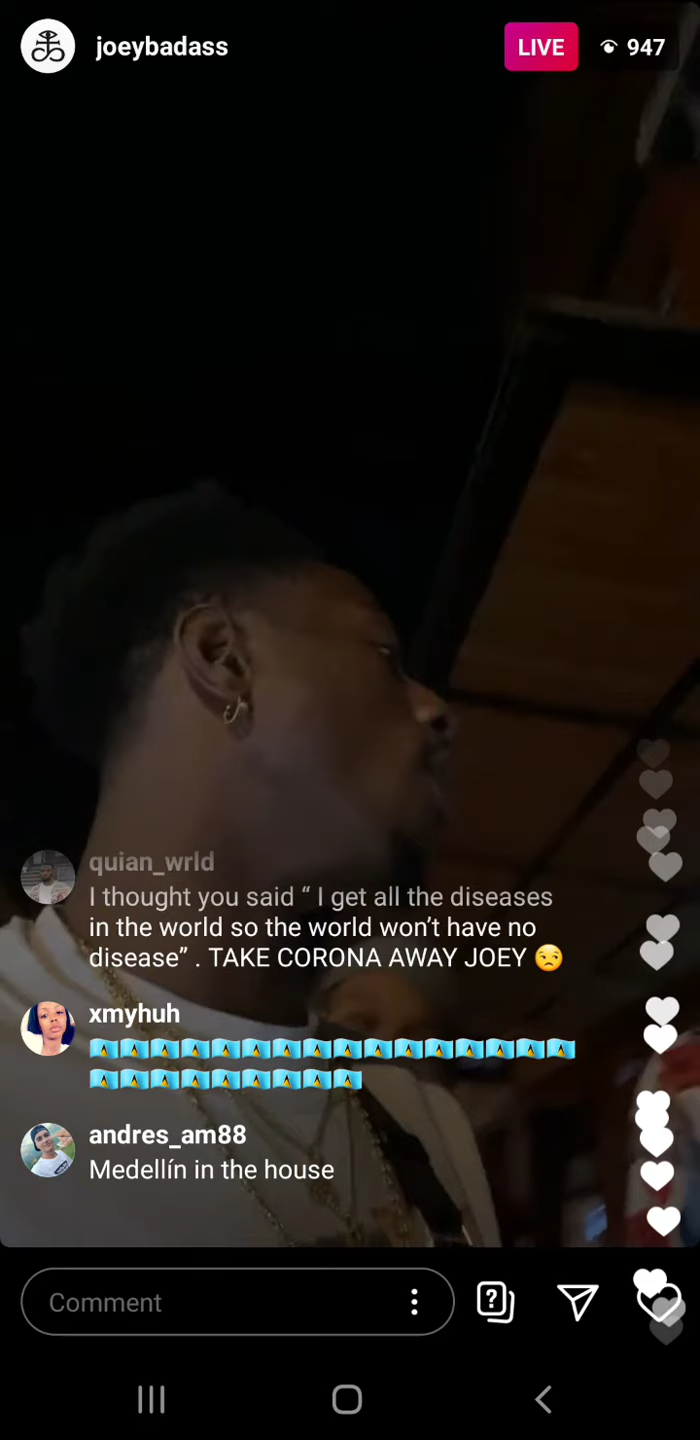 joeybadass
LIVE
947
quian_wrld
I thought you said “ I get all the diseases
in the world so the world won’t have no
disease” . TAKE CORONA AWAY JOEY 😒
xmyhuh
🇱🇨🇱🇨🇱🇨🇱🇨🇱🇨🇱🇨🇱🇨🇱🇨🇱🇨🇱🇨🇱🇨🇱🇨🇱🇨🇱🇨🇱🇨🇱🇨
🇱🇨🇱🇨🇱🇨🇱🇨🇱🇨🇱🇨🇱🇨🇱🇨🇱🇨
andres_am88
Medellín in the house
Comment